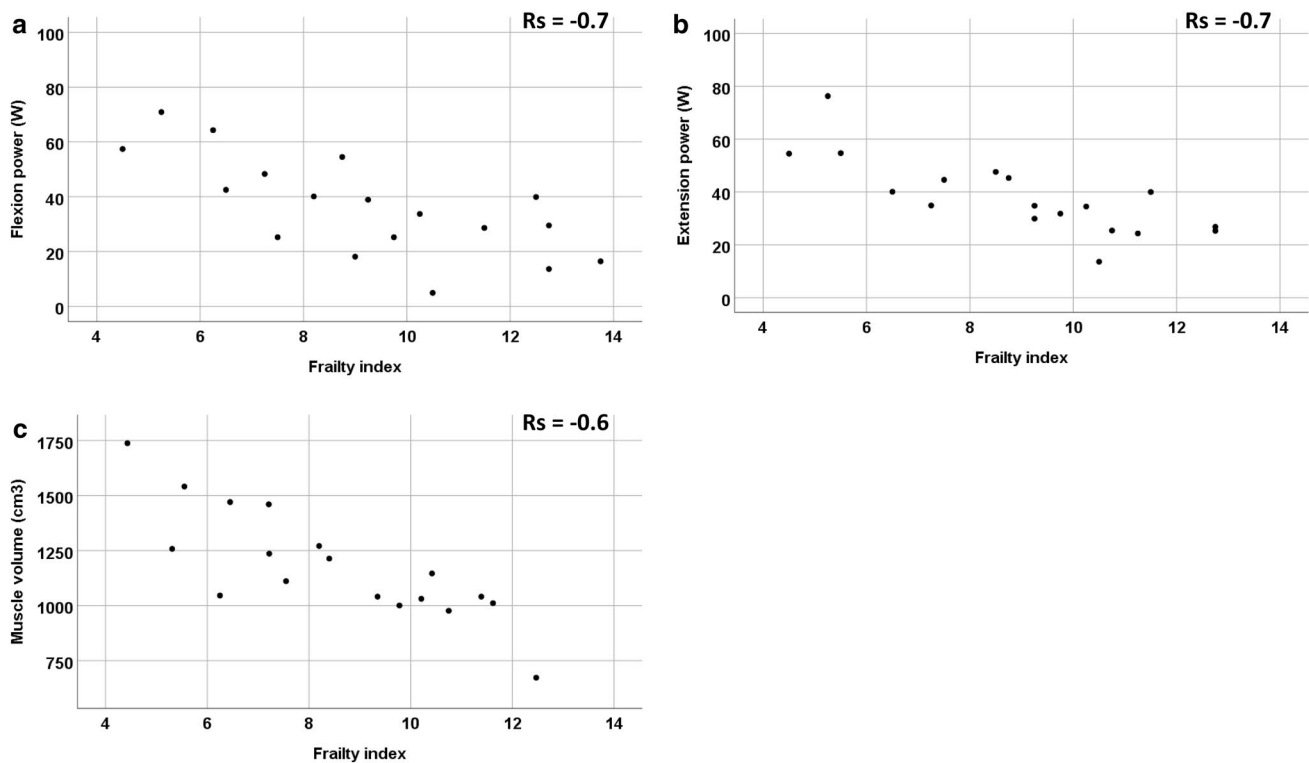 a
Rs = -0.7
100
80
60
40
20
0
Flexion power (W)
4 6 8 10 12 14
Frailty index
b
Rs = -0.7
100
80
60
40
20
0
Extension power (W)
4 6 8 10 12 14
Frailty index
c
Rs = -0.6
1750
1500
1250
1000
750
Muscle volume (cm3)
4 6 8 10 12 14
Frailty index